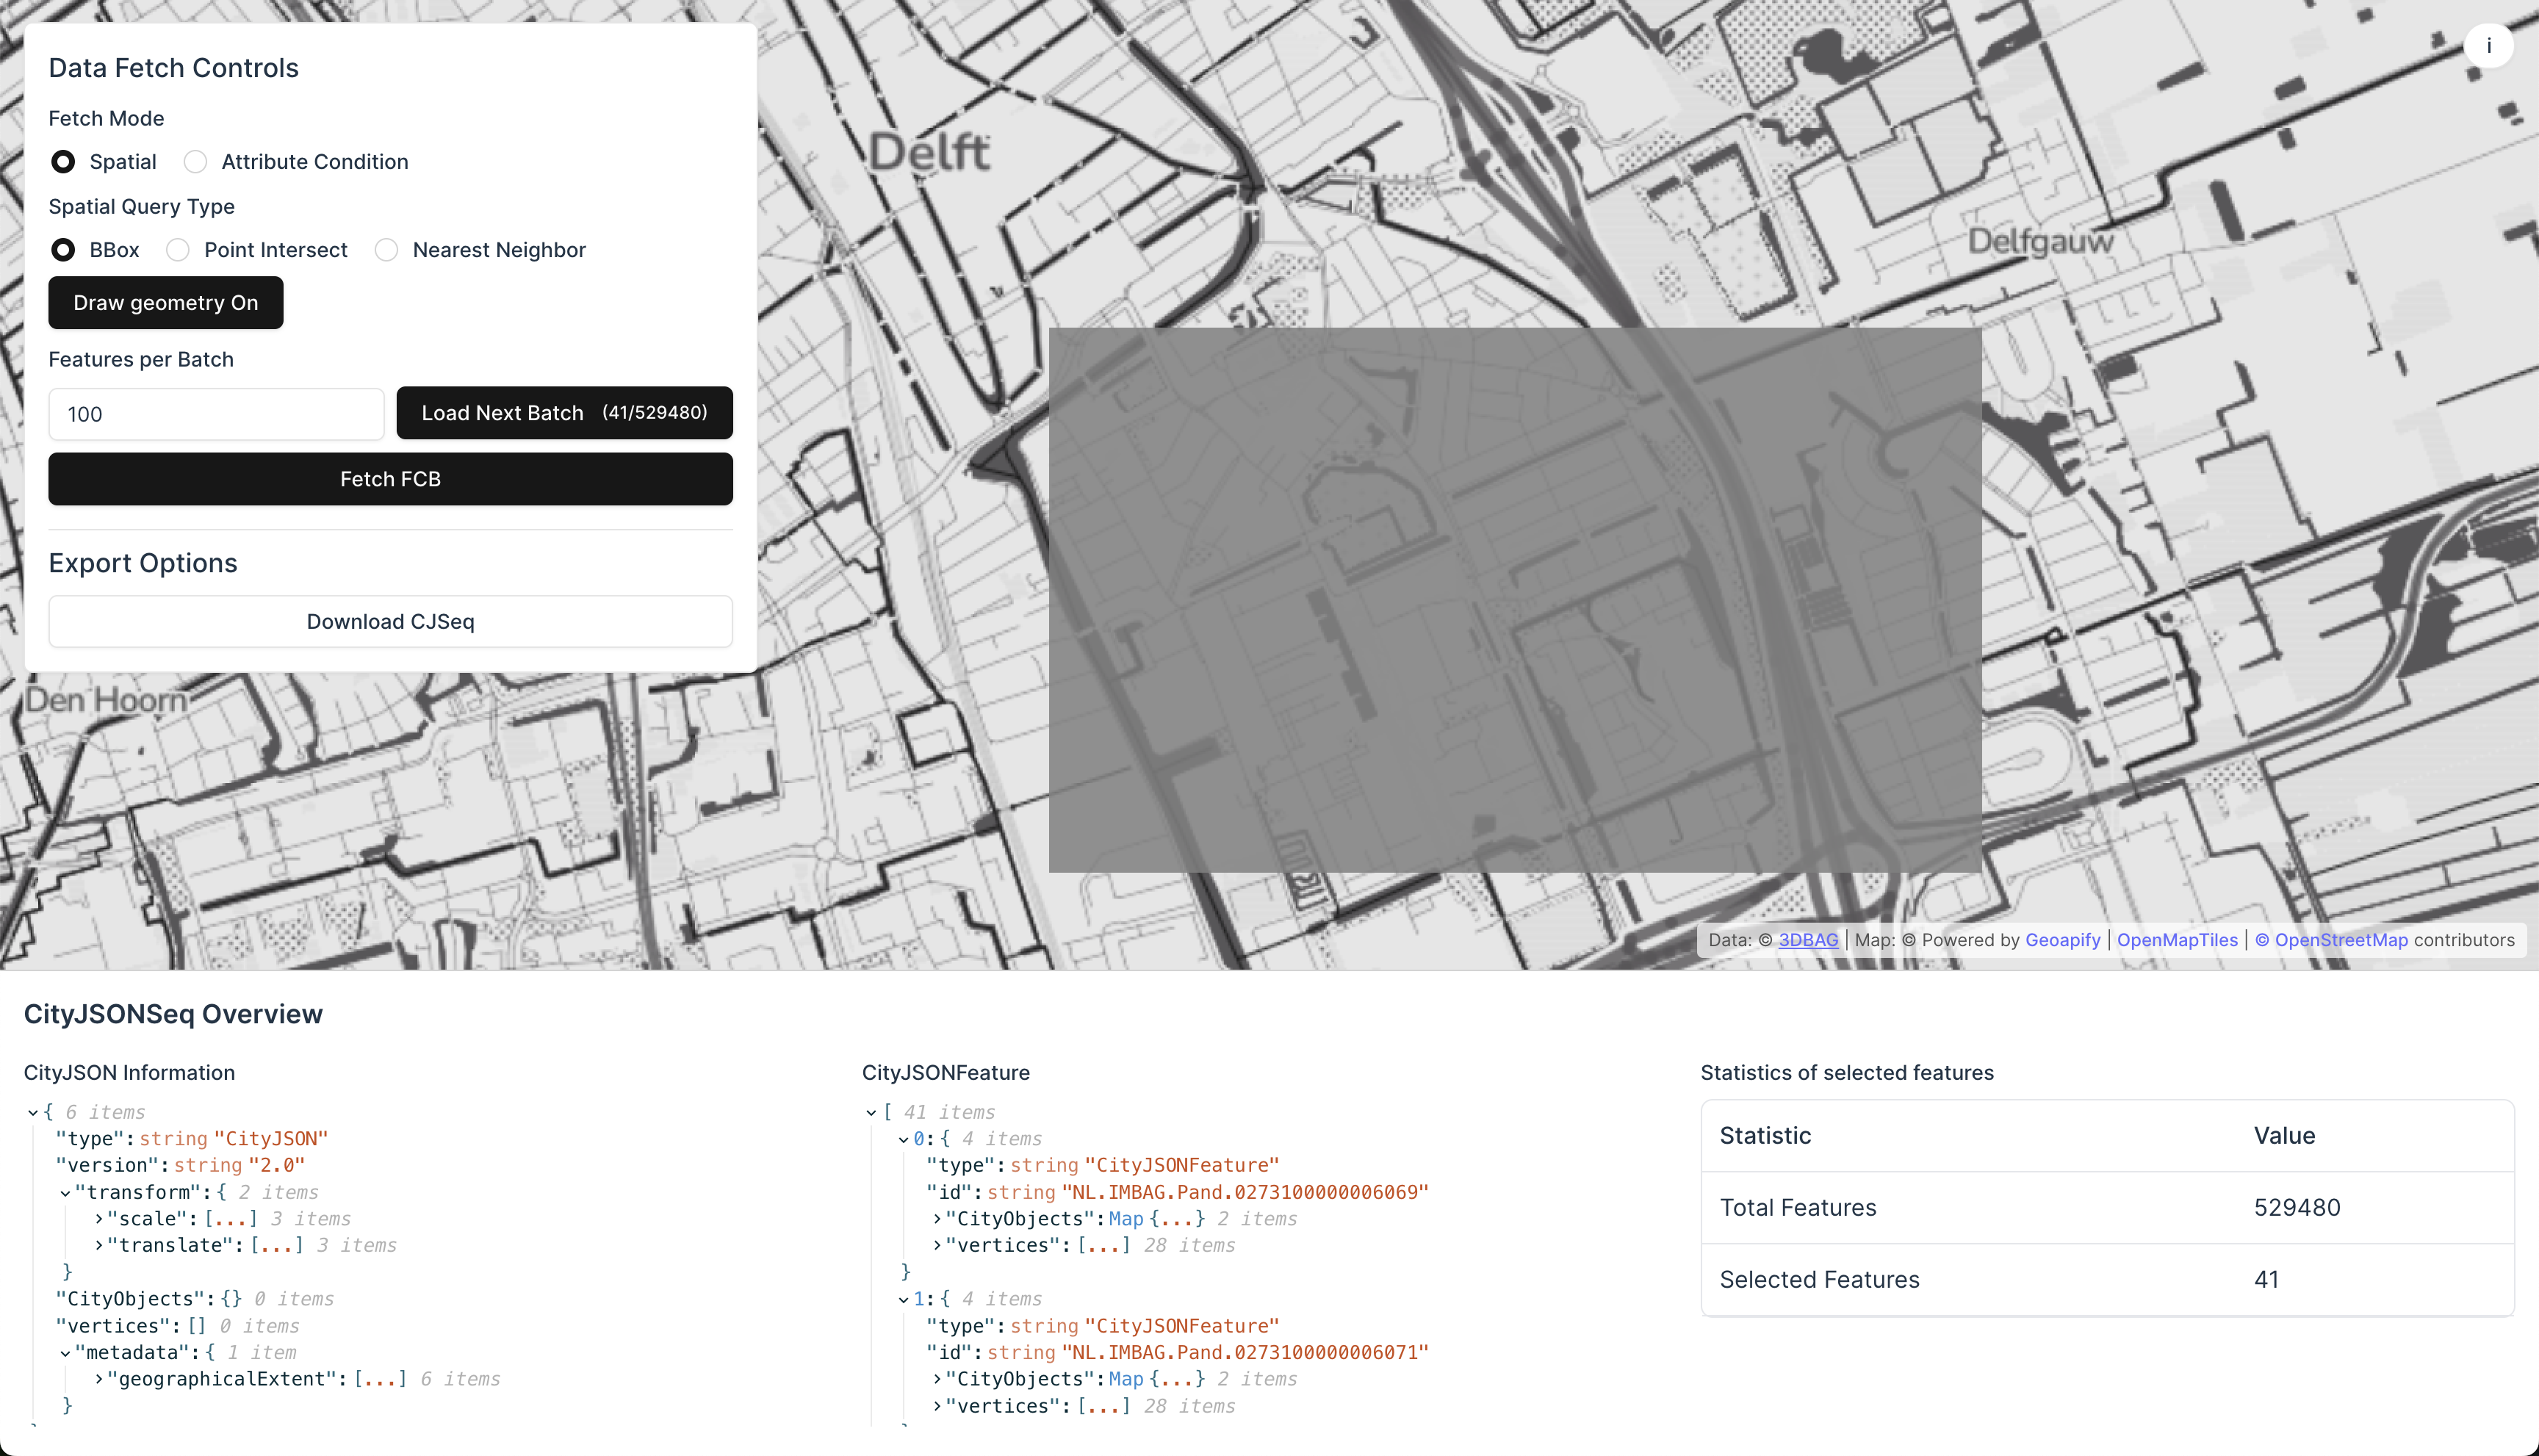 Data Fetch Controls
Fetch Mode
Spatial Attribute Condition
Spatial Query Type
BBox Point Intersect Nearest Neighbor
Draw geometry On
Features per Batch
100 Load Next Batch (41/529480)
Fetch FCB
Export Options
Download CJSeq
i
Delft
Delfgauw
Den Hoorn
Data: © 3DBAG | Map: © Powered by Geoapify | OpenMapTiles | © OpenStreetMap contributors
CityJSONSeq Overview
CityJSON Information
{ 6 items
"type": string "CityJSON"
"version": string "2.0"
"transform": { 2 items
"scale": [...] 3 items
"translate": [...] 3 items
}
"CityObjects": {} 0 items
"vertices": [] 0 items
"metadata": { 1 item
"geographicalExtent": [...] 6 items
}
CityJSONFeature
[ 41 items
0: { 4 items
"type": string "CityJSONFeature"
"id": string "NL.IMBAG.Pand.0273100000006069"
"CityObjects": Map {...} 2 items
"vertices": [...] 28 items
}
1: { 4 items
"type": string "CityJSONFeature"
"id": string "NL.IMBAG.Pand.0273100000006071"
"CityObjects": Map {...} 2 items
"vertices": [...] 28 items
Statistics of selected features
Statistic Value
Total Features 529480
Selected Features 41